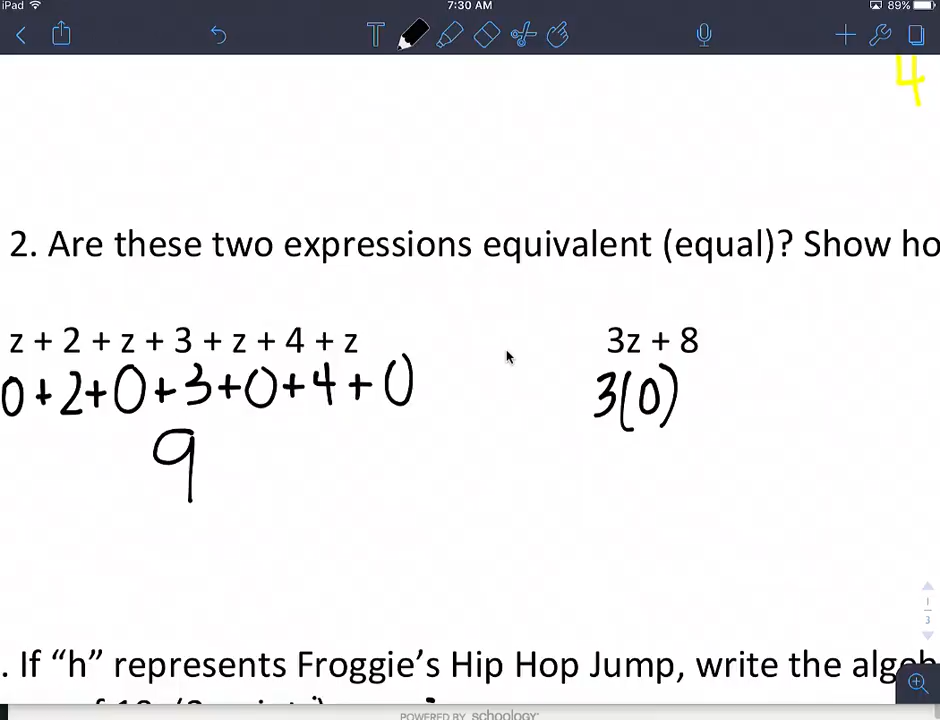 iPad 7:30 AM 89%
T
4
2. Are these two expressions equivalent (equal)? Show ho
z + 2 + z + 3 + z + 4 + z 3z + 8
0+2+0+3+0+4+0 3(0)
9
1
3
. If “h” represents Froggie’s Hip Hop Jump, write the algeb
POWERED BY schoology